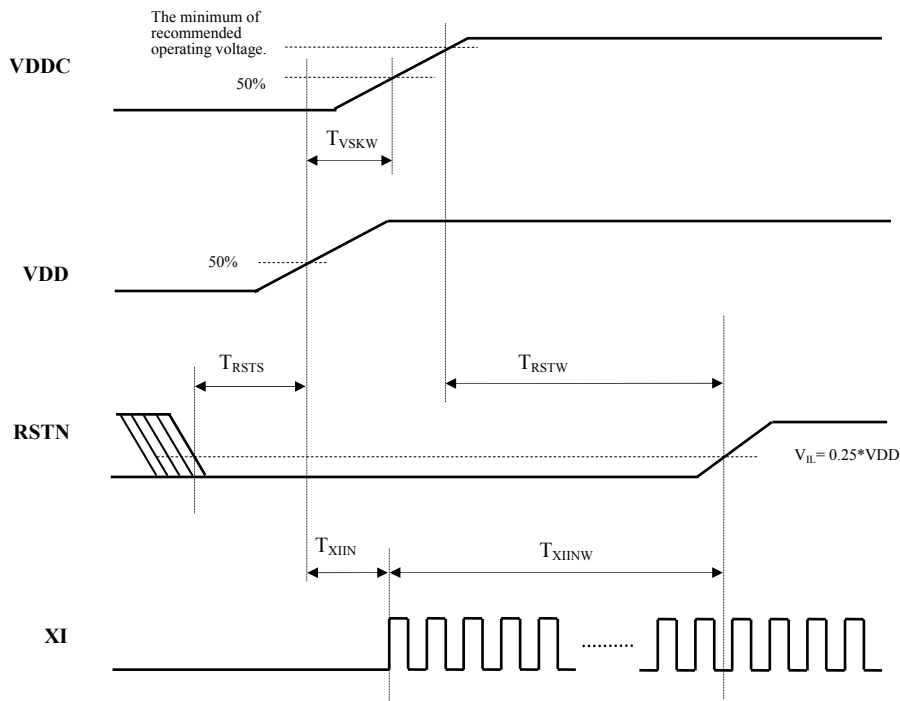 The minimum of
recommended
operating voltage.
VDDC
50%
TVSKW
50%
VDD
TRSTS
TRSTW
RSTN
VIL= 0.25*VDD
TXIIN
TXIINW
XI
..........